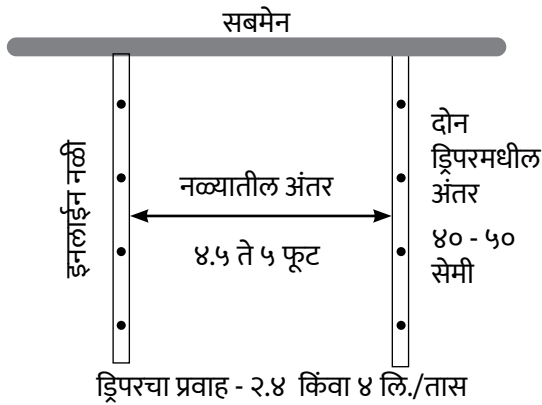 सबमेन
इनलाईन नळी
नळ्यातील अंतर
४.५ ते ५ फूट
दोन
ड्रिपरमधील
अंतर
४० - ५०
सेमी
ड्रिपरचा प्रवाह - २.४ किंवा ४ लि./तास